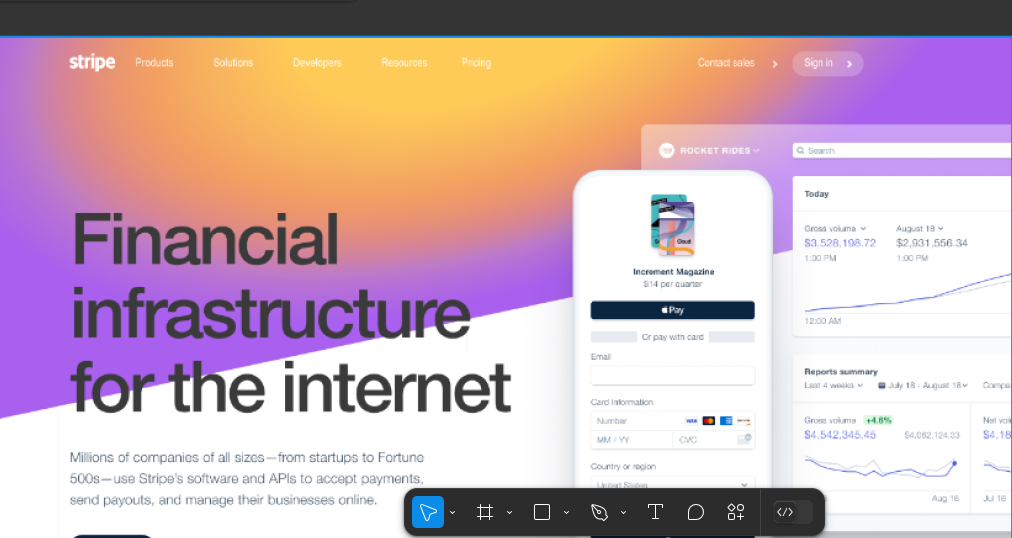 stripe Products Solutions Developers Resources Pricing Contact sales Sign in
ROCKET RIDES
Search
Financial
infrastructure
for the internet
Millions of companies of all sizes—from startups to Fortune
500s—use Stripe's software and APIs to accept payments,
send payouts, and manage their businesses online.
Cloud
Increment Magazine
$14 per quarter
Pay
Or pay with card
Email
Card Information
Number VISA
MM / YY CVC
Country or region
United States
Today
Gross volume August 18
$3,528,198.72 $2,931,556.34
1:00 PM 1:00 PM
12:00 AM
Reports summary
Last 4 weeks July 18 - August 18 Compa
Gross volume +4.6% Net vol
$4,542,345.45 $4,062,124.33 $4,18
Aug 18 Jul 18